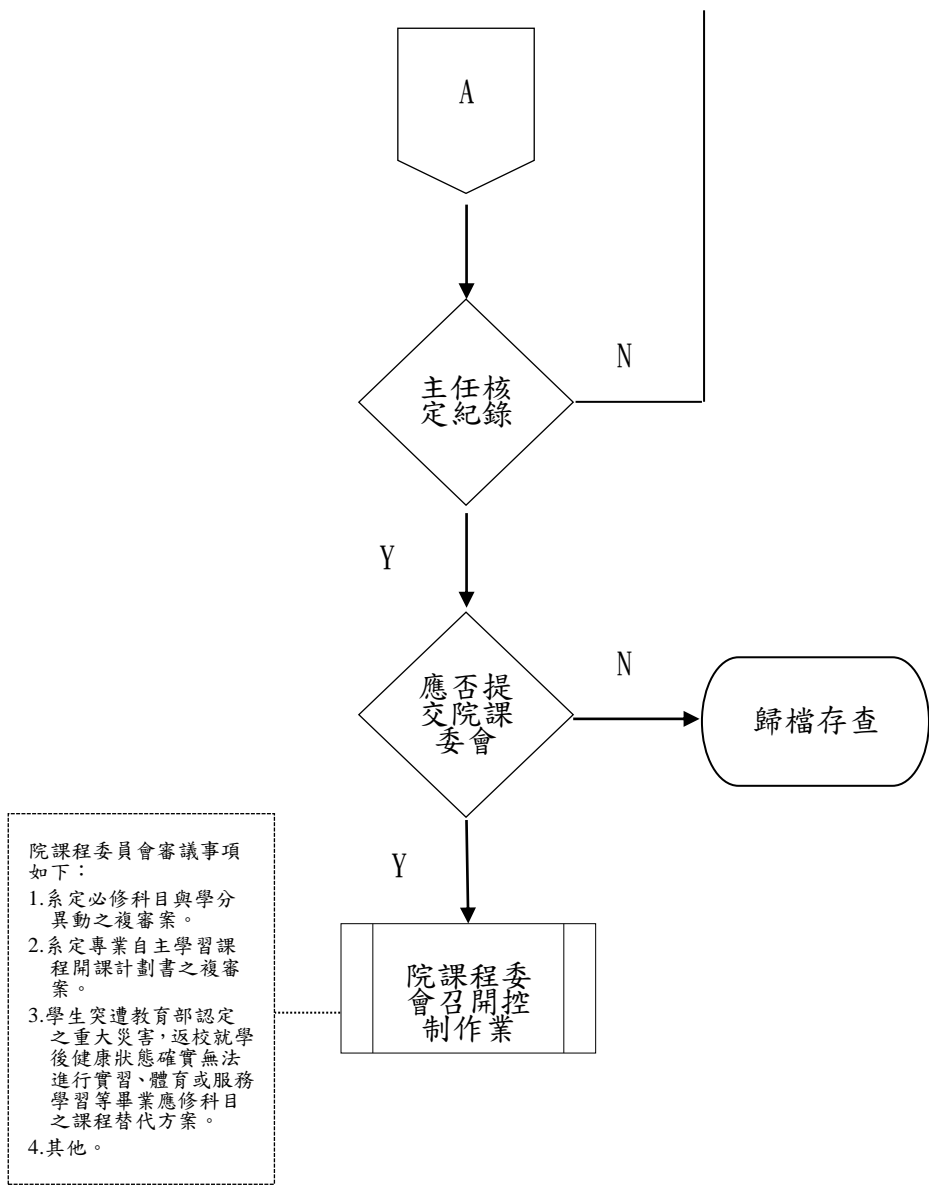 A
主任核
定紀錄
N
Y
應否提
交院課
委會
N
歸檔存查
Y
院課程委
會召開控
制作業
院課程委員會審議事項
如下：
1.系定必修科目與學分
異動之複審案。
2.系定專業自主學習課
程開課計劃書之複審
案。
3.學生突遭教育部認定
之重大災害，返校就學
後健康狀態確實無法
進行實習、體育或服務
學習等畢業應修科目
之課程替代方案。
4.其他。